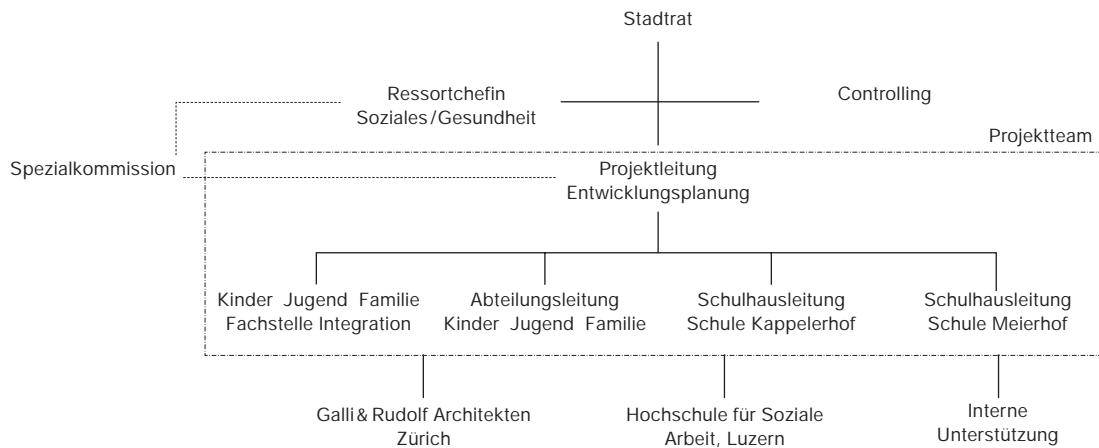 Stadtrat
Ressortchefin
Soziales/Gesundheit
Controlling
Projektteam
Spezialkommission
Projektleitung
Entwicklungsplanung
Kinder Jugend Familie
Fachstelle Integration
Abteilungsleitung
Kinder Jugend Familie
Schulhausleitung
Schule Kappelerhof
Schulhausleitung
Schule Meierhof
Galli & Rudolf Architekten
Zürich
Hochschule für Soziale
Arbeit, Luzern
Interne
Unterstützung